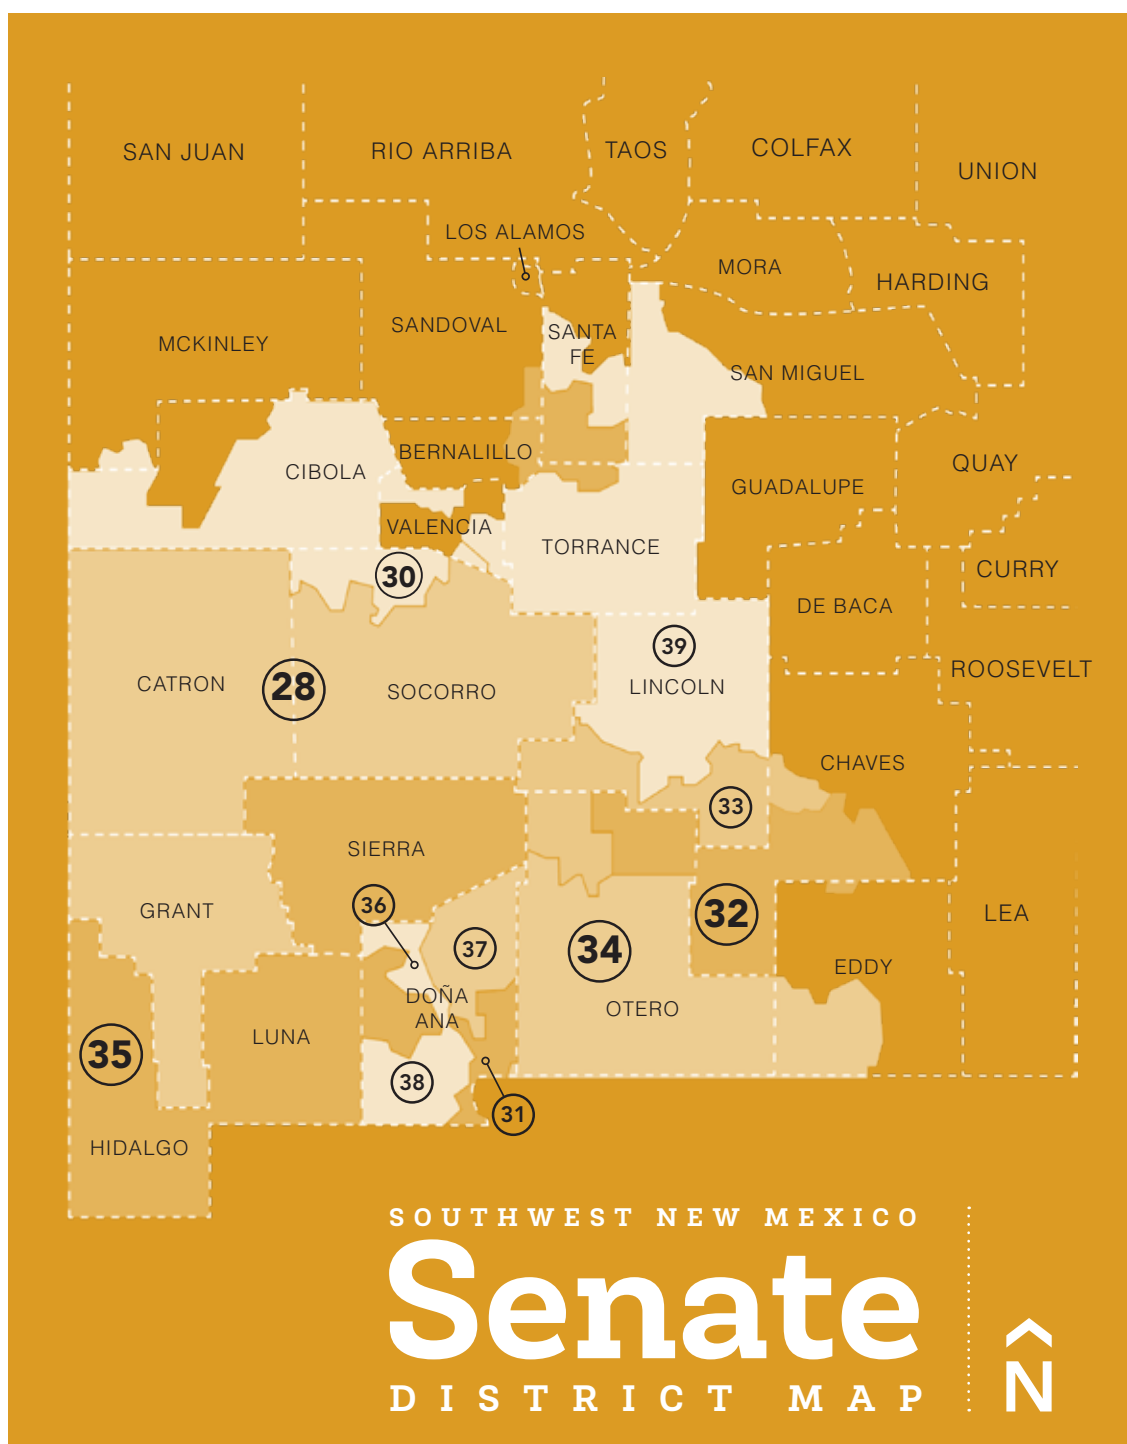 SAN JUAN
RIO ARRIBA
TAOS
COLFAX
UNION
LOS ALAMOS
MORA
HARDING
SANDOVAL
SANTA
FE
MCKINLEY
SAN MIGUEL
BERNALILLO
CIBOLA
QUAY
GUADALUPE
VALENCIA
TORRANCE
30
CURRY
DE BACA
39
CATRON
28
SOCORRO
LINCOLN
ROOSEVELT
CHAVES
33
SIERRA
36
GRANT
32
LEA
37
34
EDDY
DOÑA
ANA
OTERO
LUNA
35
38
31
HIDALGO
SOUTHWEST NEW MEXICO
Senate
DISTRICT MAP
N